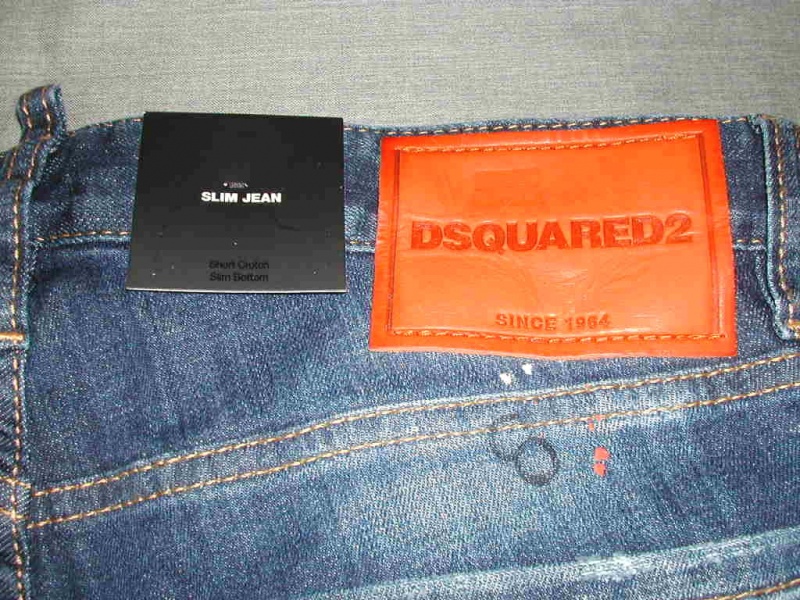 SLIM JEAN
Short Crotch
Slim Bottom
DSQUARED2
SINCE 1964